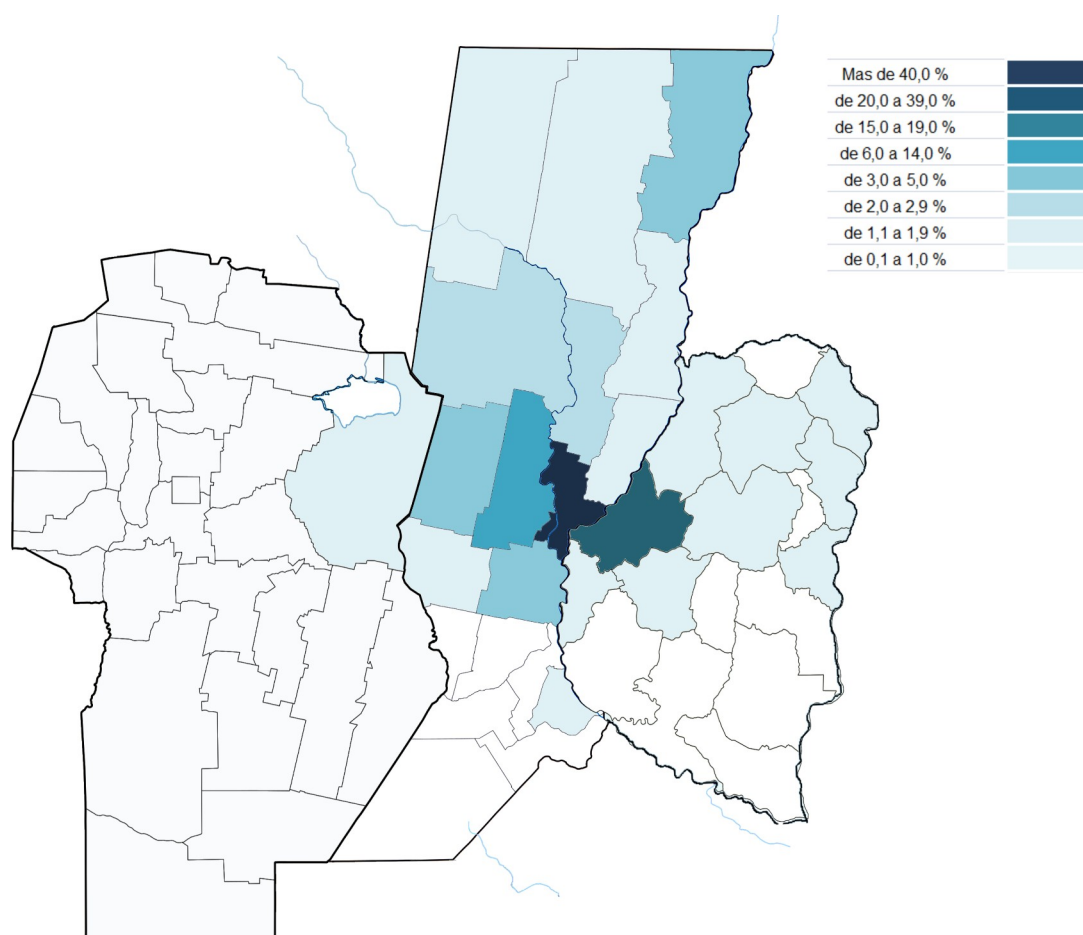 Mas de 40,0 %
de 20,0 a 39,0 %
de 15,0 a 19,0 %
de 6,0 a 14,0 %
de 3,0 a 5,0 %
de 2,0 a 2,9 %
de 1,1 a 1,9 %
de 0,1 a 1,0 %